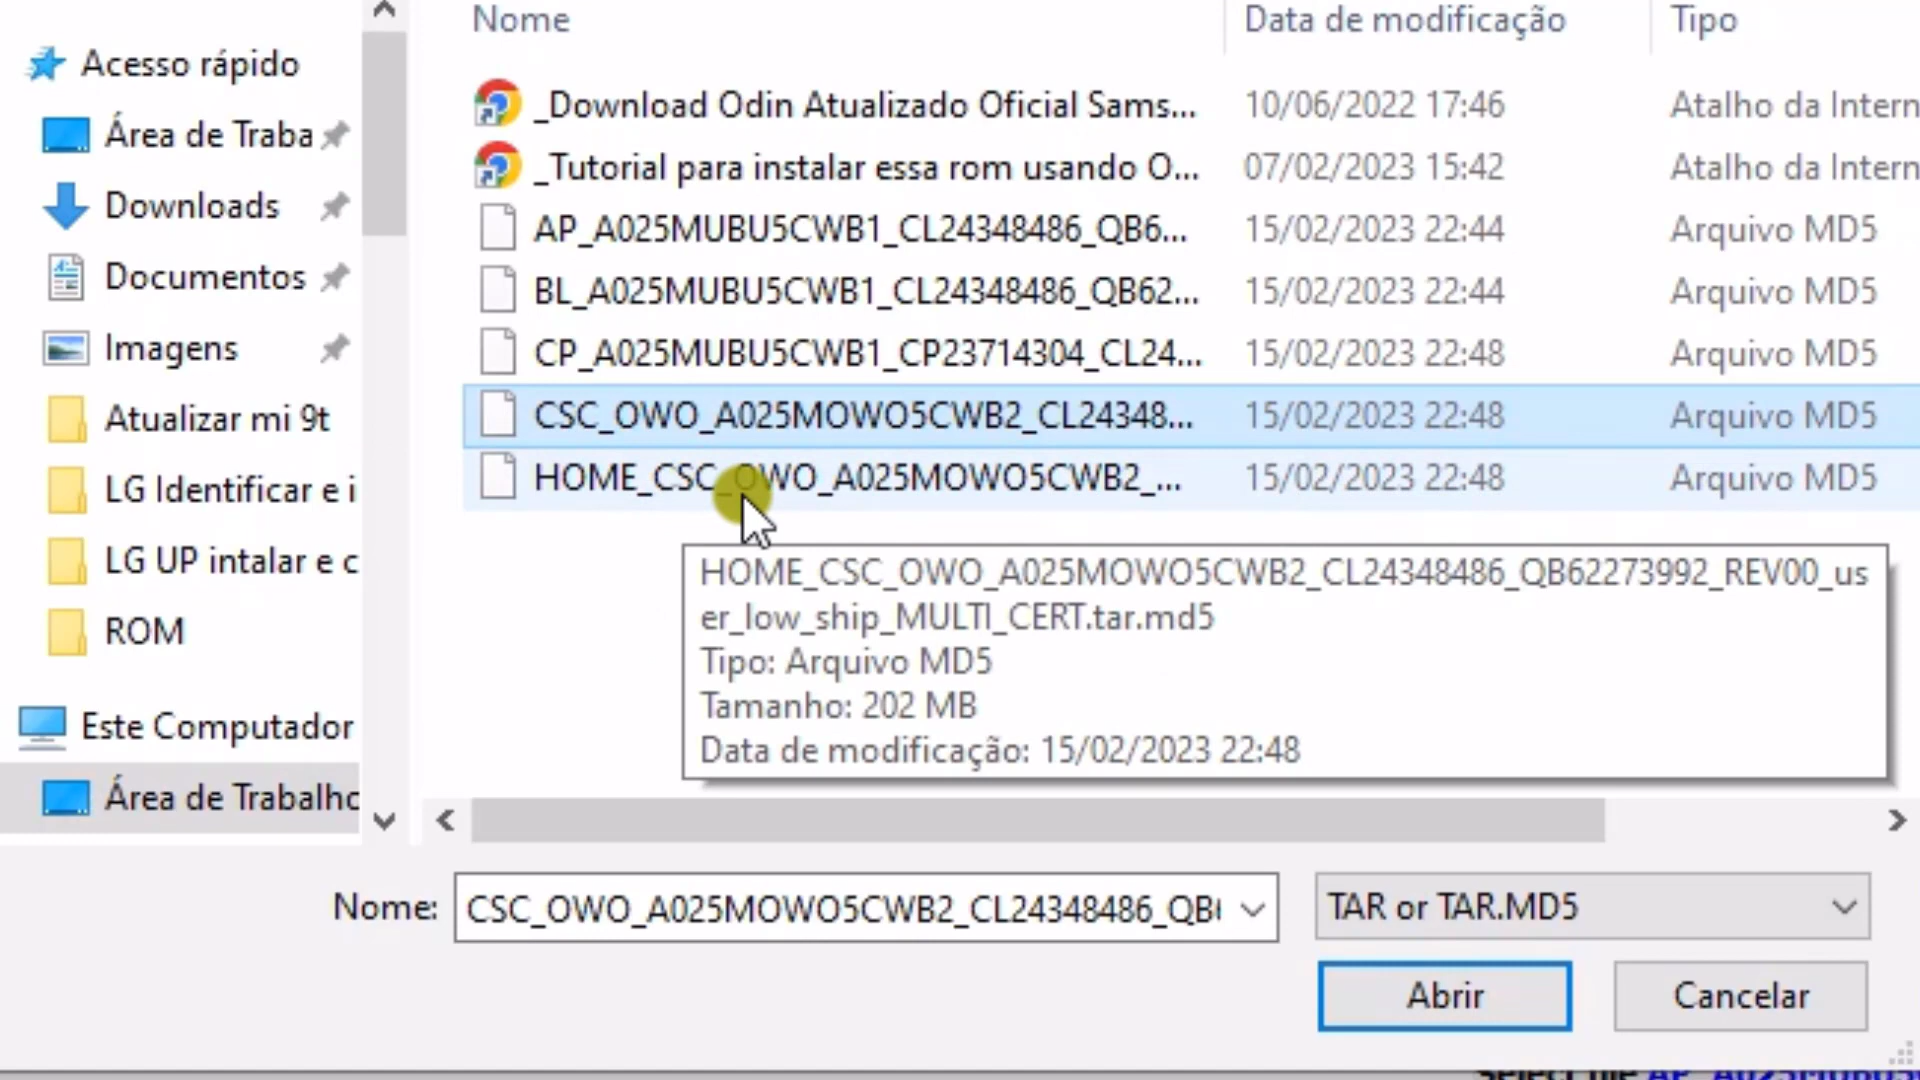 Nome Data de modificação Tipo
Acesso rápido
Área de Traba
Downloads
Documentos
Imagens
Atualizar mi 9t
LG Identificar e i
LG UP intalar e c
ROM
Este Computador
Área de Trabalho
_Download Odin Atualizado Oficial Sams... 10/06/2022 17:46 Atalho da Intern
_Tutorial para instalar essa rom usando O... 07/02/2023 15:42 Atalho da Intern
AP_A025MUBU5CWB1_CL24348486_QB6... 15/02/2023 22:44 Arquivo MD5
BL_A025MUBU5CWB1_CL24348486_QB62... 15/02/2023 22:44 Arquivo MD5
CP_A025MUBU5CWB1_CP23714304_CL24... 15/02/2023 22:48 Arquivo MD5
CSC_OWO_A025MOWO5CWB2_CL24348... 15/02/2023 22:48 Arquivo MD5
HOME_CSC_OWO_A025MOWO5CWB2_... 15/02/2023 22:48 Arquivo MD5
HOME_CSC_OWO_A025MOWO5CWB2_CL24348486_QB62273992_REV00_us
er_low_ship_MULTI_CERT.tar.md5
Tipo: Arquivo MD5
Tamanho: 202 MB
Data de modificação: 15/02/2023 22:48
Nome: CSC_OWO_A025MOWO5CWB2_CL24348486_QB6 TAR or TAR.MD5
Abrir Cancelar